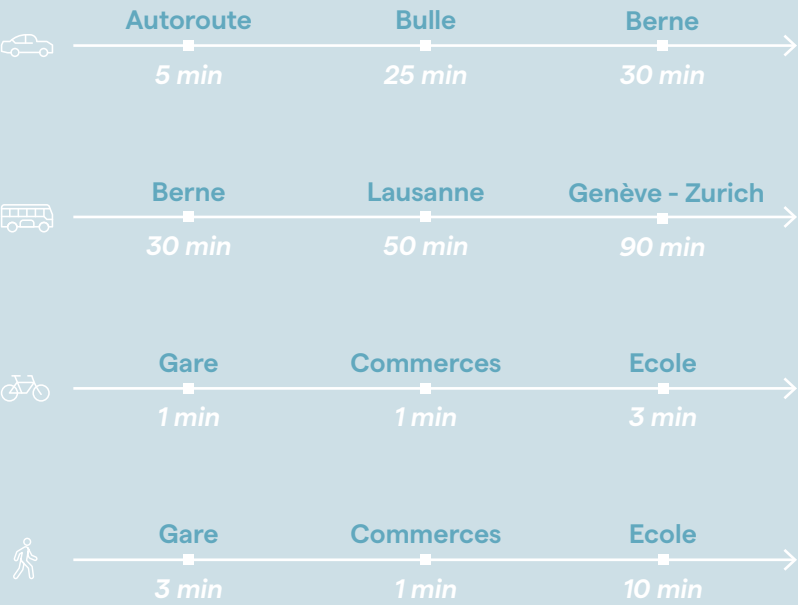 Autoroute Bulle Berne
5 min 25 min 30 min
Berne Lausanne Genève - Zurich
30 min 50 min 90 min
Gare Commerces Ecole
1 min 1 min 3 min
Gare Commerces Ecole
3 min 1 min 10 min